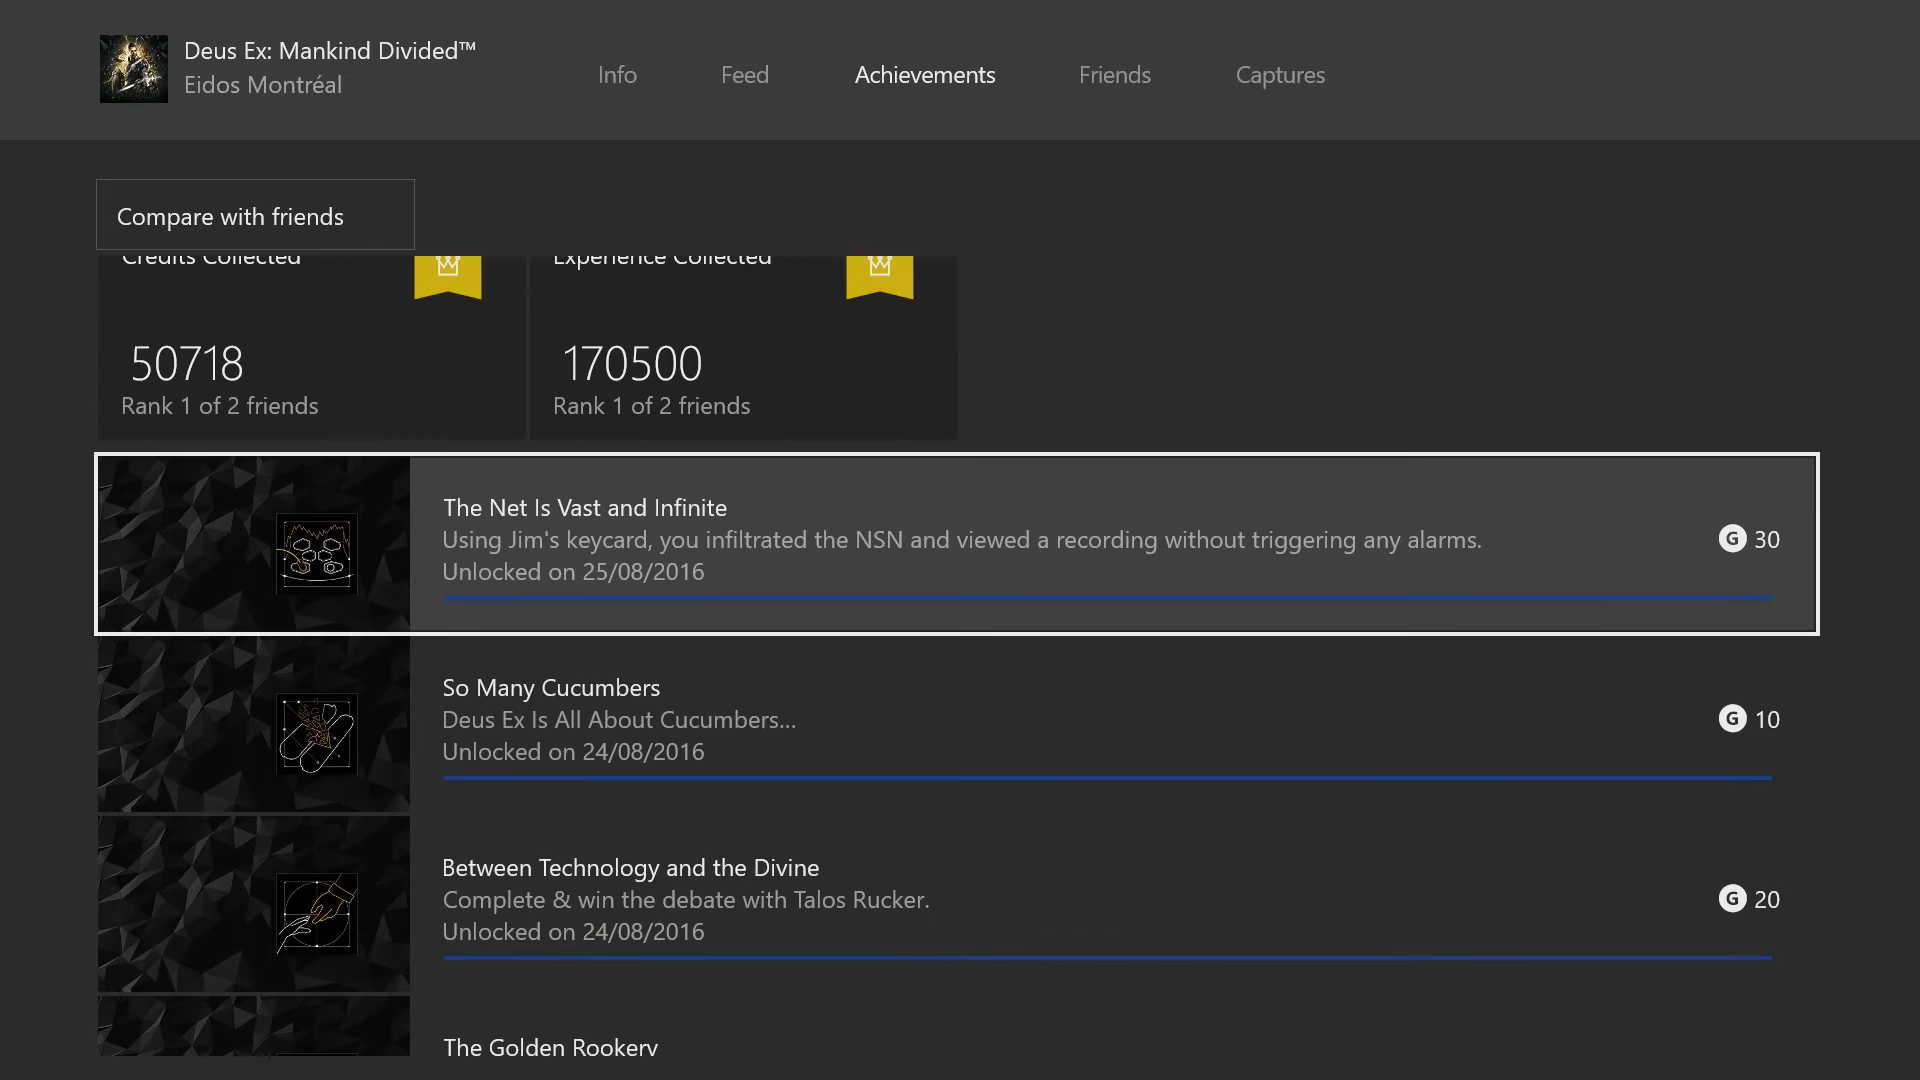 Deus Ex: Mankind Divided™
Eidos Montréal
Info
Feed
Achievements
Friends
Captures
Compare with friends
Credits Collected
Experience Collected
50718
170500
Rank 1 of 2 friends
Rank 1 of 2 friends
The Net Is Vast and Infinite
Using Jim's keycard, you infiltrated the NSN and viewed a recording without triggering any alarms.
G 30
Unlocked on 25/08/2016
So Many Cucumbers
Deus Ex Is All About Cucumbers...
G 10
Unlocked on 24/08/2016
Between Technology and the Divine
Complete & win the debate with Talos Rucker.
G 20
Unlocked on 24/08/2016
The Golden Rookery